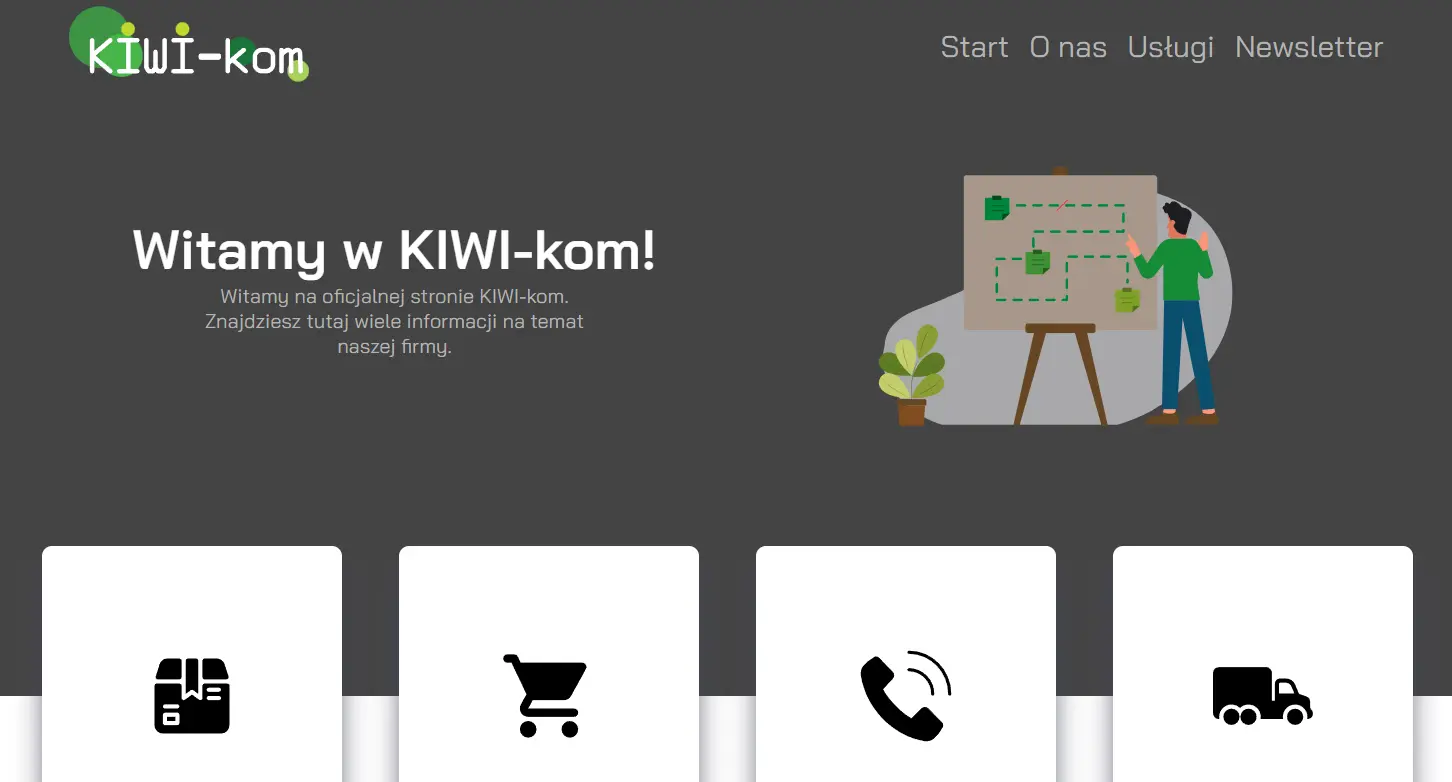 KIWI-kom
Start O nas Usługi Newsletter
Witamy w KIWI-kom!
Witamy na oficjalnej stronie KIWI-kom.
Znajdziesz tutaj wiele informacji na temat
naszej firmy.